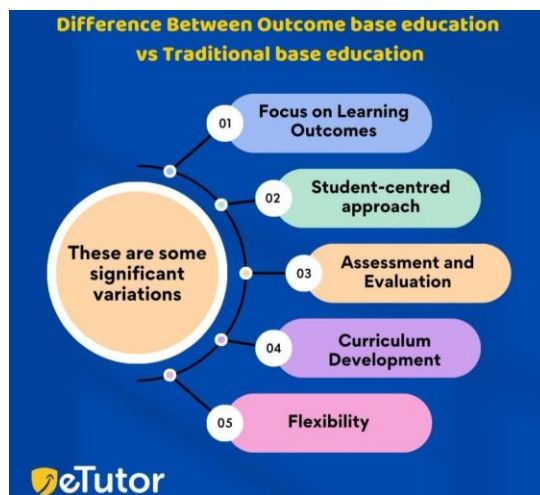 Difference Between Outcome base education
vs Traditional base education
These are some
significant
variations
01
Focus on Learning
Outcomes
02
Student-centred
approach
03
Assessment and
Evaluation
04
Curriculum
Development
05
Flexibility
eTutor